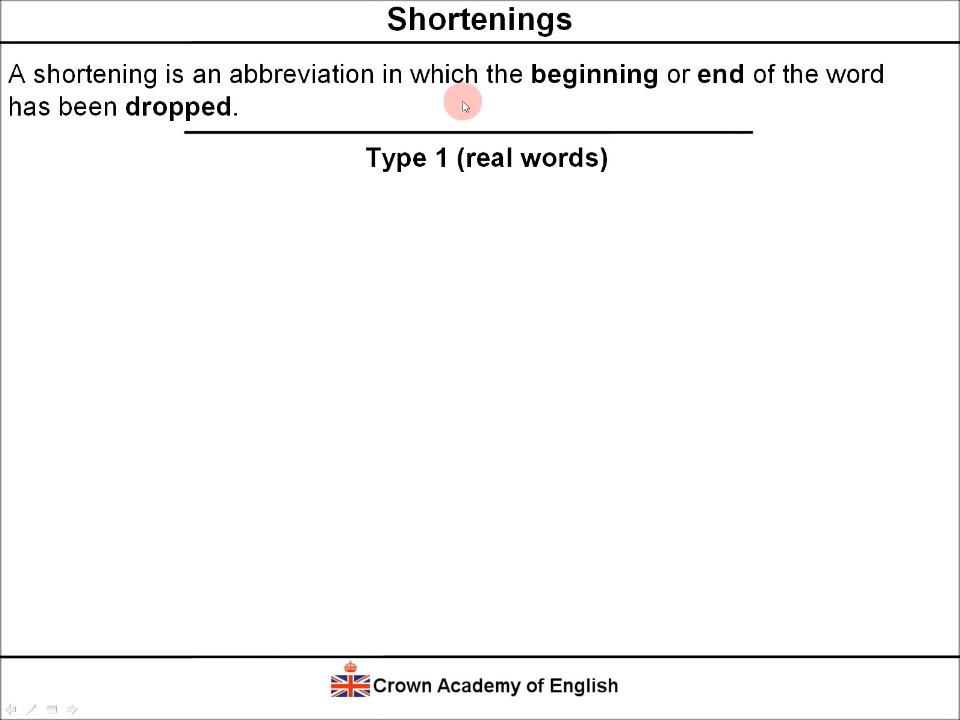 Shortenings
A shortening is an abbreviation in which the beginning or end of the word
has been dropped.
Type 1 (real words)
Crown Academy of English